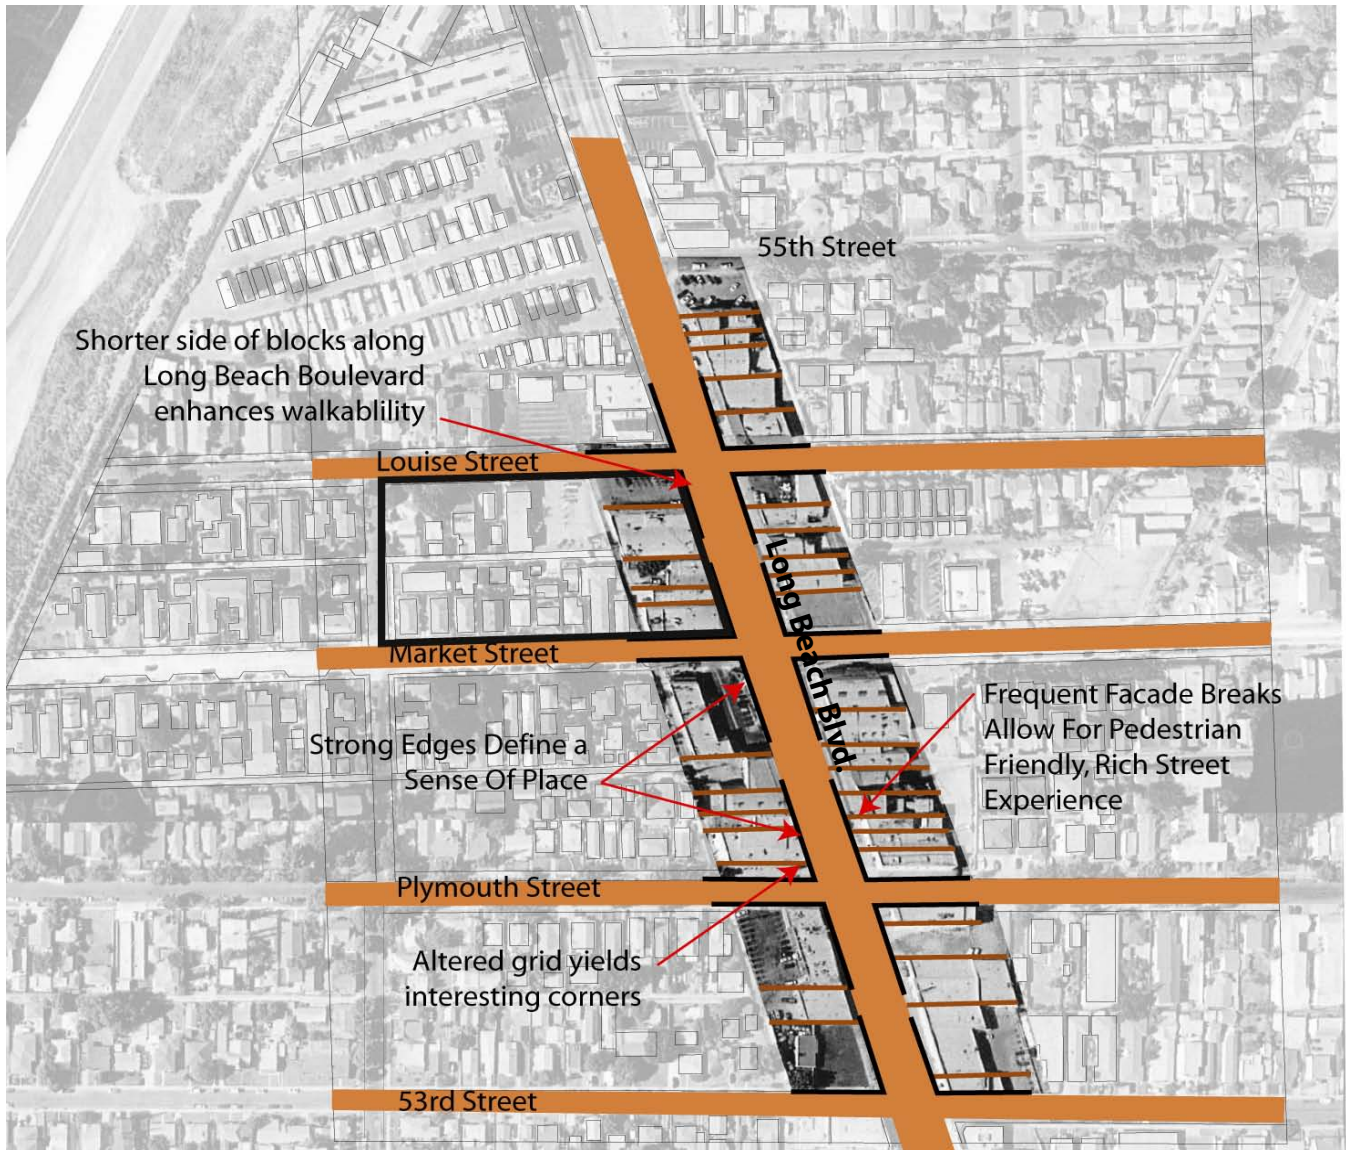 55th Street
Shorter side of blocks along
Long Beach Boulevard
enhances walkablility
Louise Street
Long Beach Blvd.
Market Street
Strong Edges Define a
Sense Of Place
Frequent Facade Breaks
Allow For Pedestrian
Friendly, Rich Street
Experience
Plymouth Street
Altered grid yields
interesting corners
53rd Street